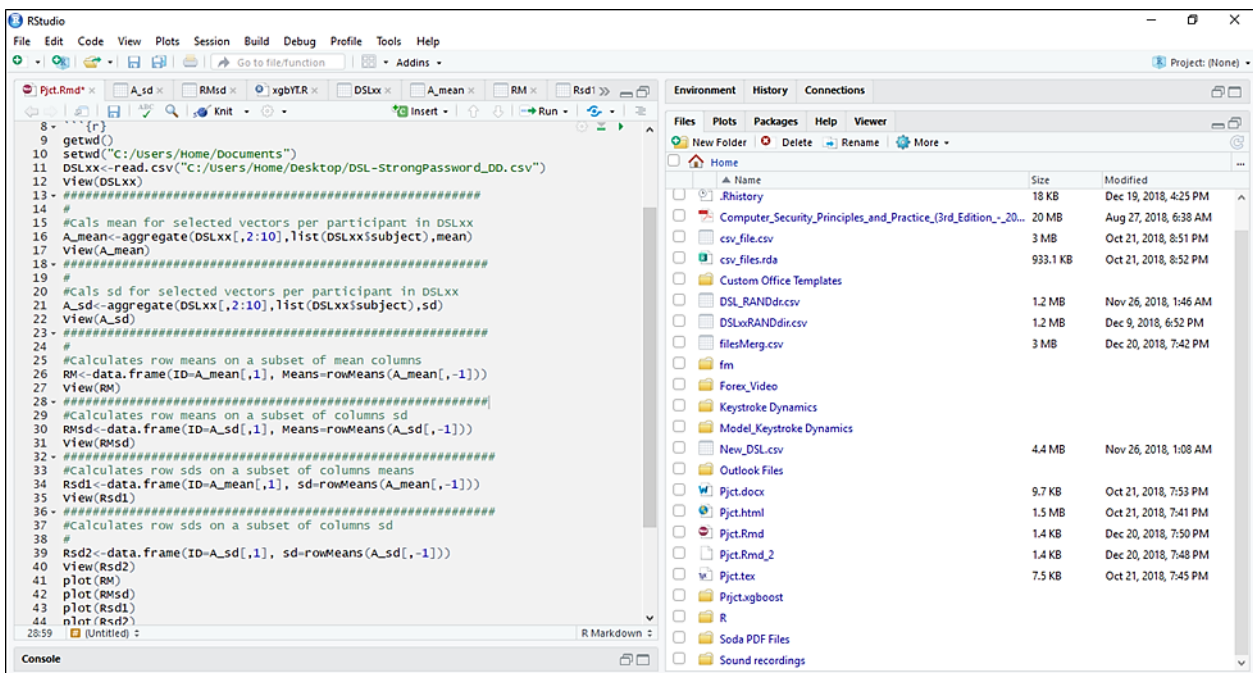 RStudio
File Edit Code View Plots Session Build Debug Profile Tools Help
Go to file/function Addins
Project: (None)
Pjct.Rmd* A_sd RMsd xgbYT.R DSLxx A_mean RM Rsd1
ABC Knit Insert Run
8 ```{r}
9 getwd()
10 setwd("C:/Users/Home/Documents")
11 DSLxx<-read.csv("C:/Users/Home/Desktop/DSL-StrongPassword_DD.csv")
12 View(DSLxx)
13 ##########################################################
14 #
15 #Cals mean for selected vectors per participant in DSLxx
16 A_mean<-aggregate(DSLxx[,2:10],list(DSLxx$subject),mean)
17 View(A_mean)
18 ###########################################################
19 #
20 #Cals sd for selected vectors per participant in DSLxx
21 A_sd<-aggregate(DSLxx[,2:10],list(DSLxx$subject),sd)
22 View(A_sd)
23 ###########################################################
24 #
25 #Calculates row means on a subset of mean columns
26 RM<-data.frame(ID=A_mean[,1], Means=rowMeans(A_mean[,-1]))
27 View(RM)
28 ###########################################################
29 #Calculates row means on a subset of columns sd
30 RMsd<-data.frame(ID=A_sd[,1], Means=rowMeans(A_sd[,-1]))
31 View(RMsd)
32 ############################################################
33 #Calculates row sds on a subset of columns means
34 Rsd1<-data.frame(ID=A_mean[,1], sd=rowMeans(A_mean[,-1]))
35 View(Rsd1)
36 ############################################################
37 #Calculates row sds on a subset of columns sd
38 #
39 Rsd2<-data.frame(ID=A_sd[,1], sd=rowMeans(A_sd[,-1]))
40 View(Rsd2)
41 plot(RM)
42 plot(RMsd)
43 plot(Rsd1)
44 plot(Rsd2)
28:59 (Untitled) R Markdown
Console
Environment History Connections
Files Plots Packages Help Viewer
New Folder Delete Rename More
Home
Name Size Modified
.Rhistory 18 KB Dec 19, 2018, 4:25 PM
Computer_Security_Principles_and_Practice_(3rd_Edition_-_20... 20 MB Aug 27, 2018, 6:38 AM
csv_file.csv 3 MB Oct 21, 2018, 8:51 PM
csv_files.rda 933.1 KB Oct 21, 2018, 8:52 PM
Custom Office Templates
DSL_RANDdr.csv 1.2 MB Nov 26, 2018, 1:46 AM
DSLxxRANDdir.csv 1.2 MB Dec 9, 2018, 6:52 PM
filesMerg.csv 3 MB Dec 20, 2018, 7:42 PM
fm
Forex_Video
Keystroke Dynamics
Model_Keystroke Dynamics
New_DSL.csv 4.4 MB Nov 26, 2018, 1:08 AM
Outlook Files
Pjct.docx 9.7 KB Oct 21, 2018, 7:53 PM
Pjct.html 1.5 MB Oct 21, 2018, 7:41 PM
Pjct.Rmd 1.4 KB Dec 20, 2018, 7:50 PM
Pjct.Rmd_2 1.4 KB Dec 20, 2018, 7:48 PM
Pjct.tex 7.5 KB Oct 21, 2018, 7:45 PM
Prjct.xgboost
R
Soda PDF Files
Sound recordings